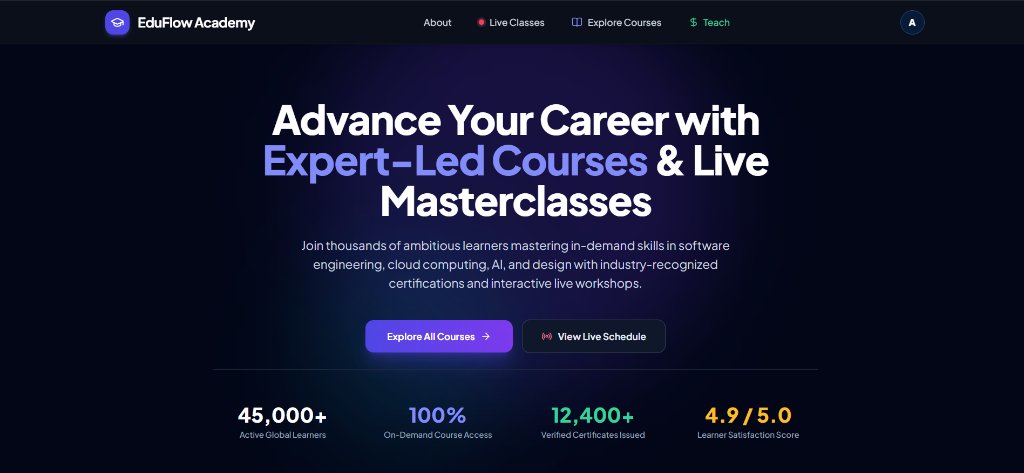 EduFlow Academy
About
Live Classes
Explore Courses
Teach
A
Advance Your Career with
Expert-Led Courses & Live
Masterclasses
Join thousands of ambitious learners mastering in-demand skills in software
engineering, cloud computing, AI, and design with industry-recognized
certifications and interactive live workshops.
Explore All Courses →
View Live Schedule
45,000+
Active Global Learners
100%
On-Demand Course Access
12,400+
Verified Certificates Issued
4.9 / 5.0
Learner Satisfaction Score